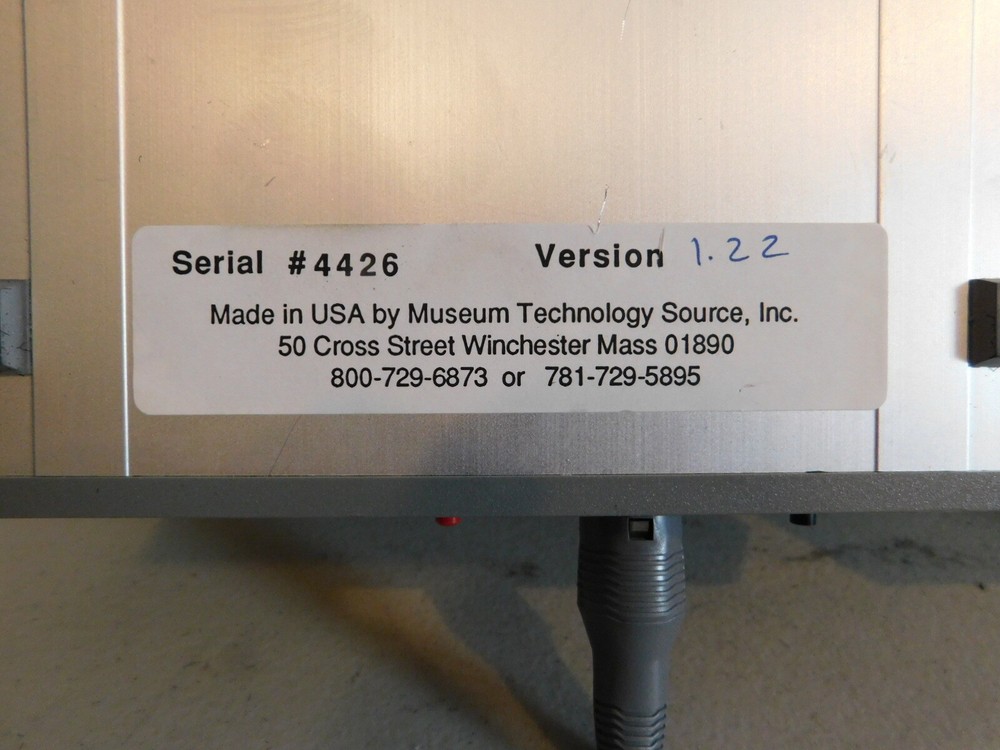 Serial #4426 Version 1.22
Made in USA by Museum Technology Source, Inc.
50 Cross Street Winchester Mass 01890
800-729-6873 or 781-729-5895